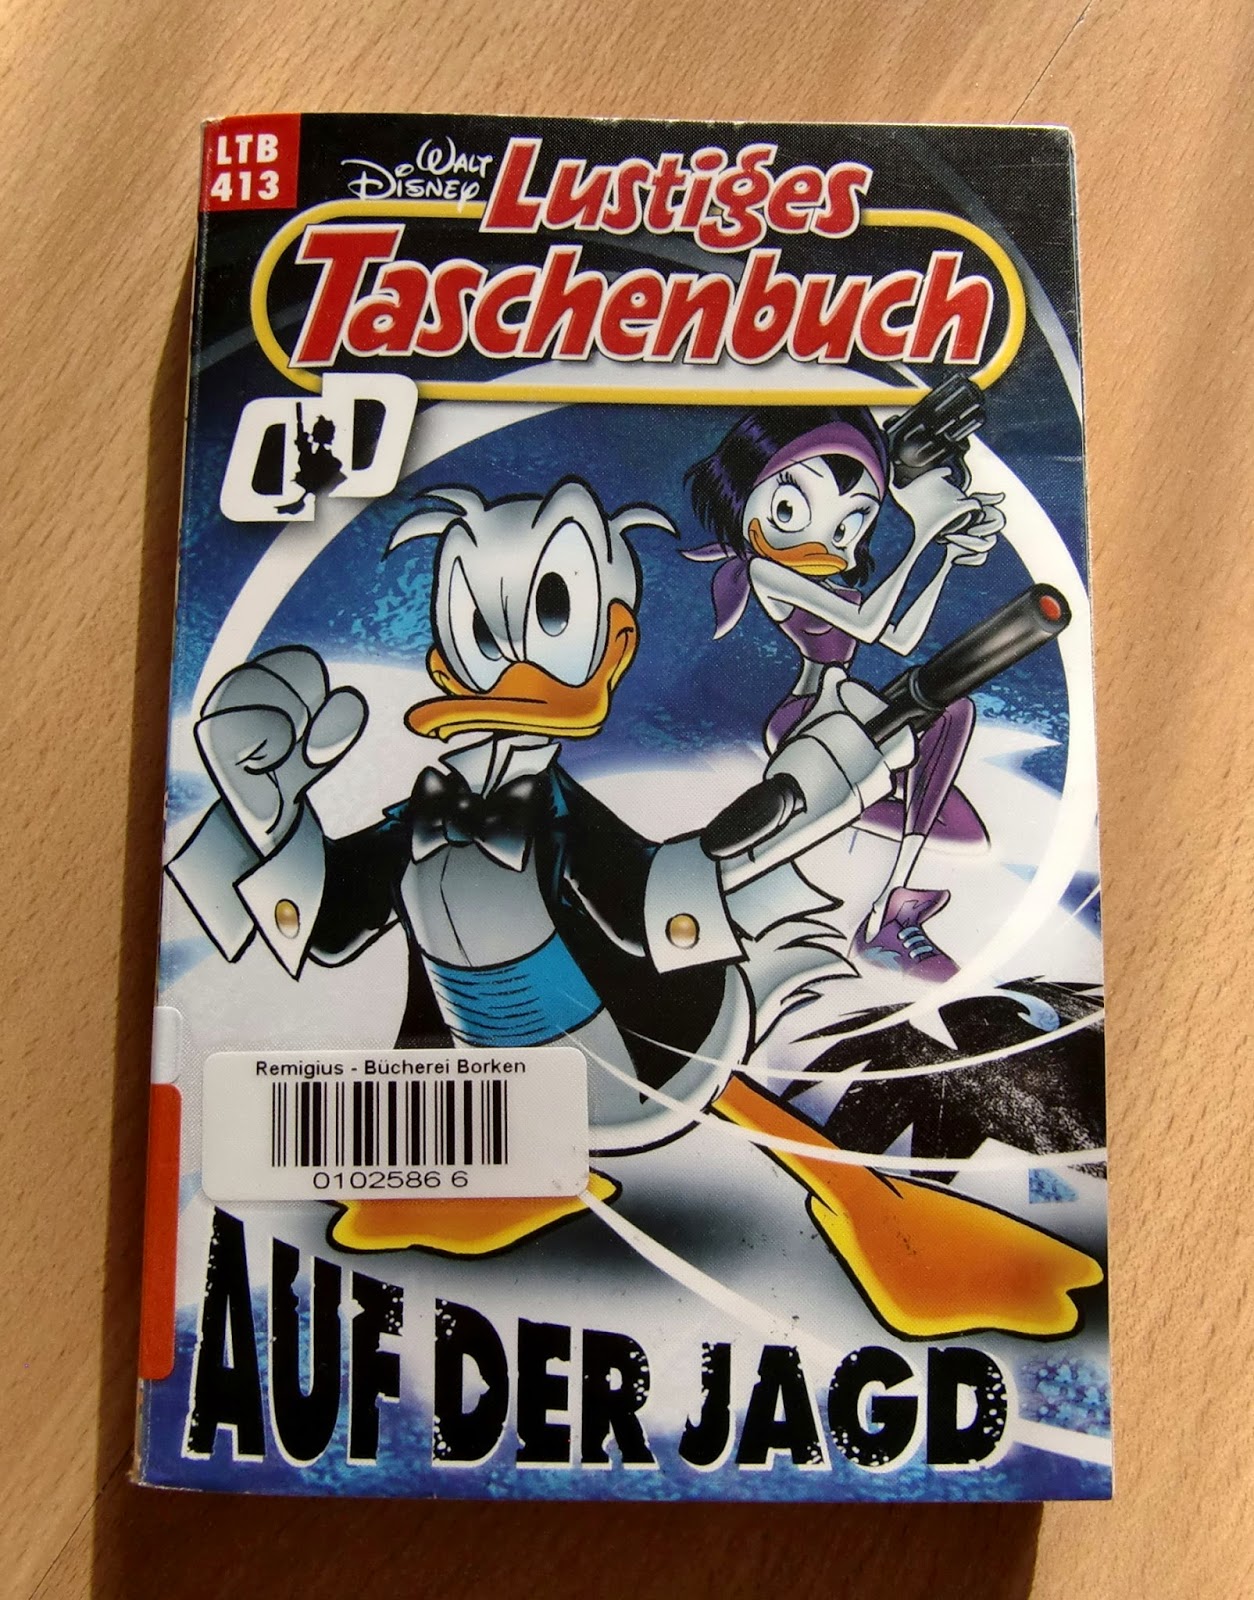 LTB
413
WALT
DISNEY
Lustiges
Taschenbuch
DD
Remigius - Bücherei Borken
0102586 6
AUF DER JAGD